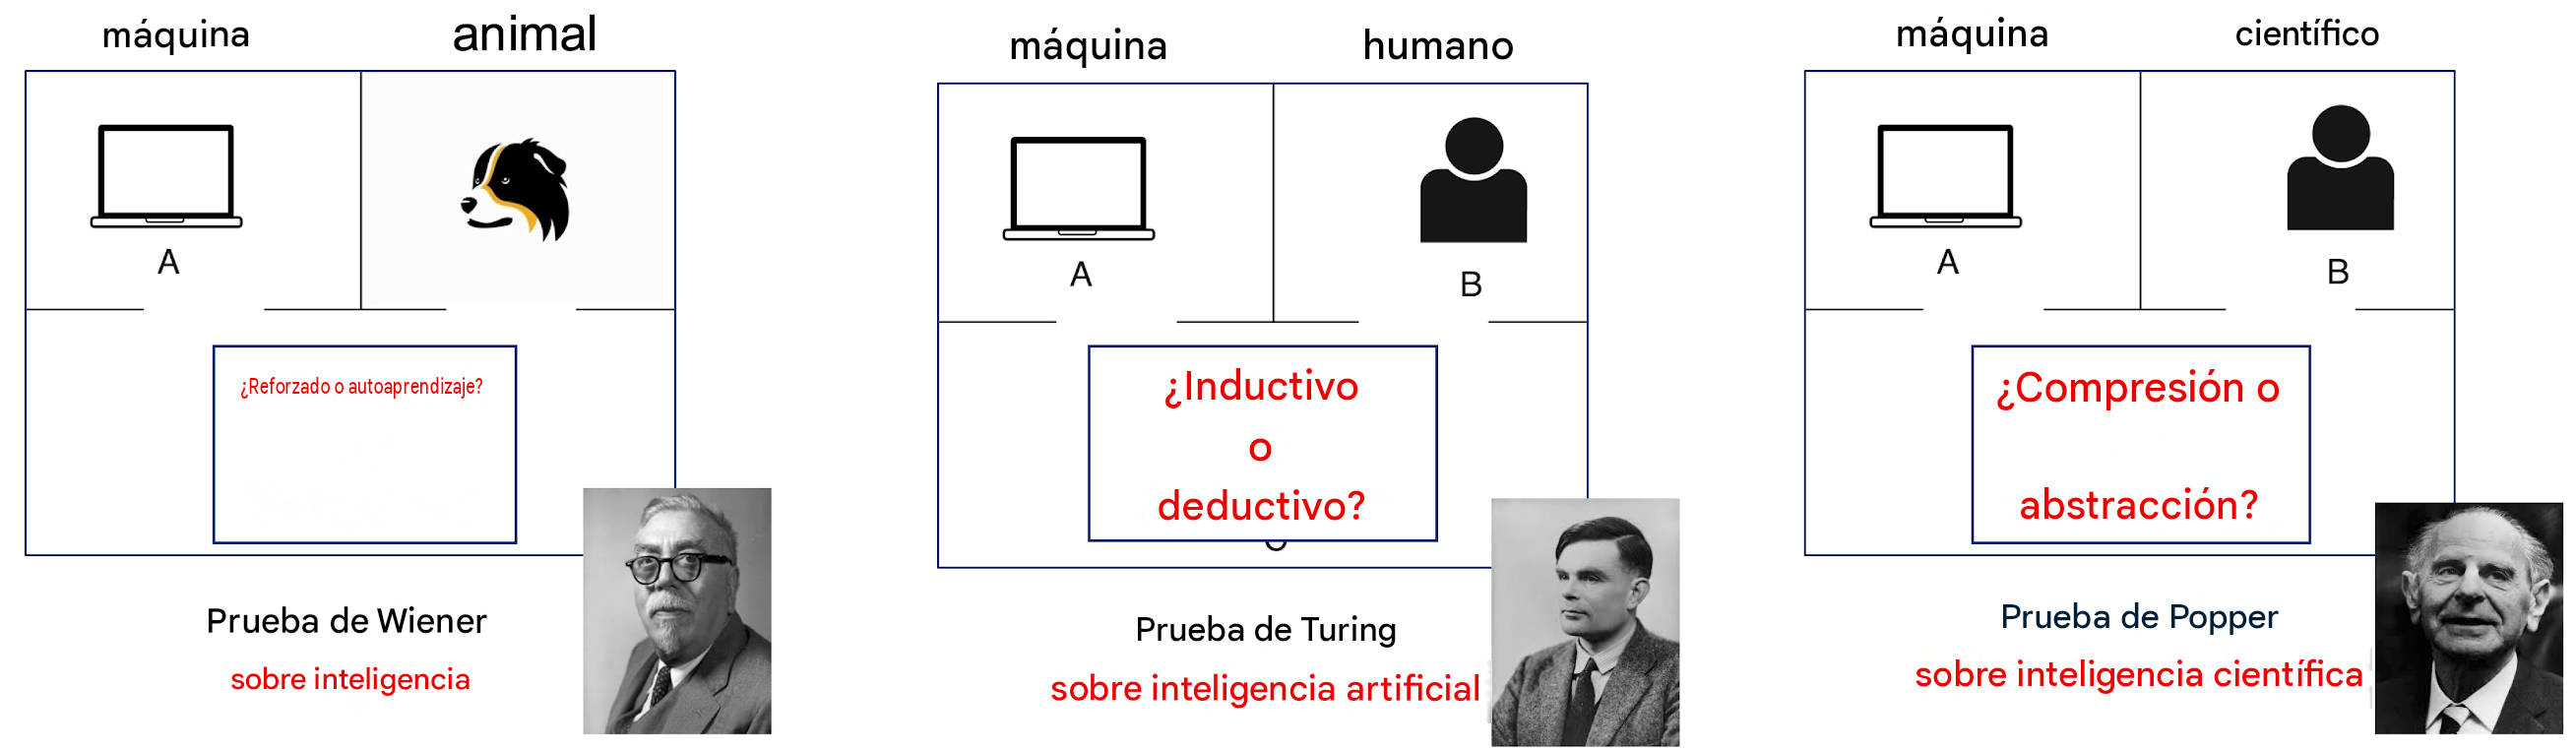 máquina
animal
A
¿Reforzado o autoaprendizaje?
Prueba de Wiener
sobre inteligencia
máquina
humano
A
B
¿Inductivo
o
deductivo?
Prueba de Turing
sobre inteligencia artificial
máquina
científico
A
B
¿Compresión o
abstracción?
Prueba de Popper
sobre inteligencia científica